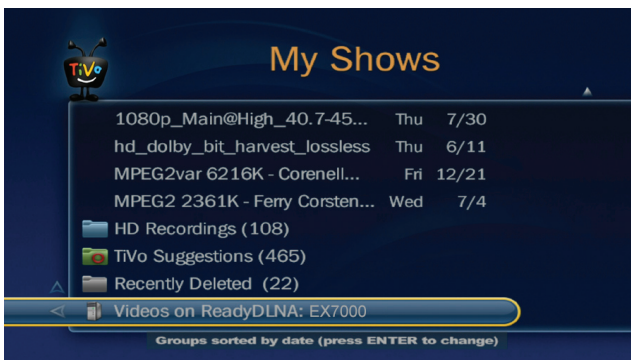 TiVo
My Shows
1080p_Main@High_40.7-45... Thu 7/30
hd_dolby_bit_harvest_lossless Thu 6/11
MPEG2var 6216K - Corenell... Fri 12/21
MPEG2 2361K - Ferry Corsten... Wed 7/4
HD Recordings (108)
TiVo Suggestions (465)
Recently Deleted (22)
Videos on ReadyDLNA: EX7000
Groups sorted by date (press ENTER to change)